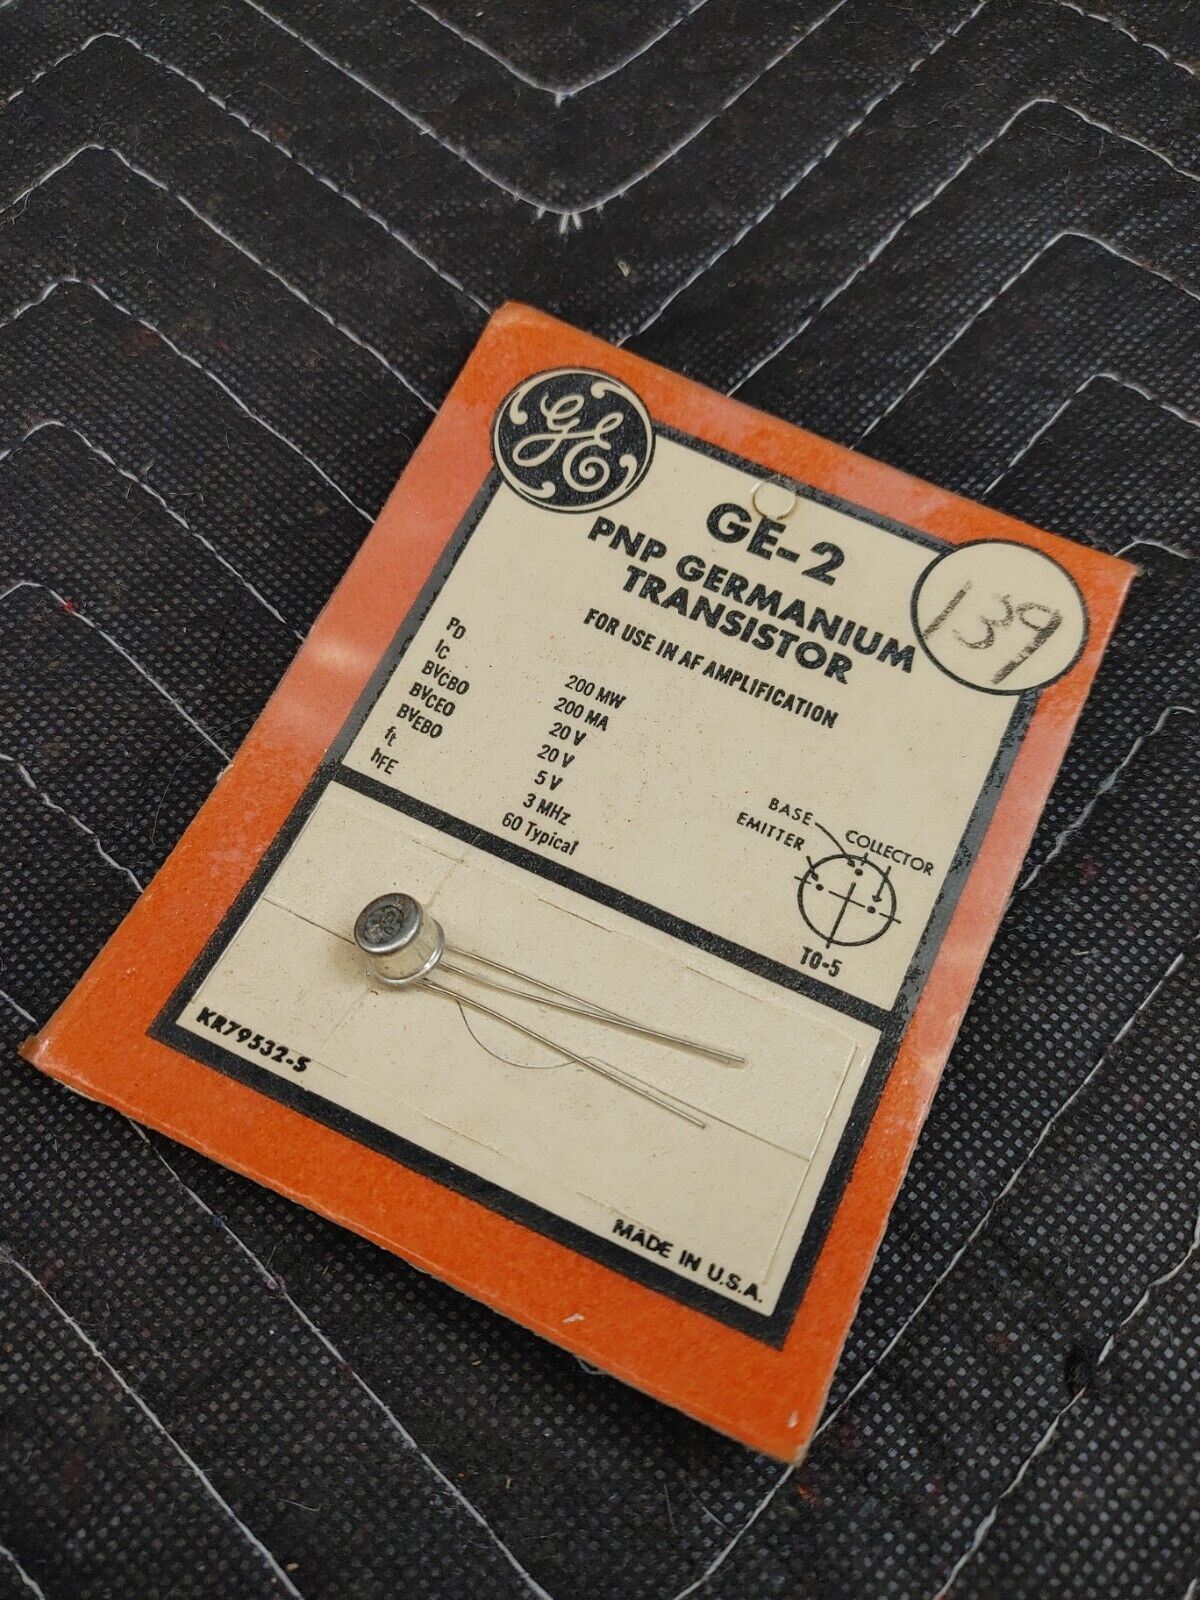 GE
GE-2
PNP GERMANIUM
TRANSISTOR
139
FOR USE IN AF AMPLIFICATION
PD 200 MW
IC 200 MA
BVCBO 20 V
BVCEO 20 V
BVEBO 5 V
ft 3 MHz
hFE 60 Typical
BASE
EMITTER
COLLECTOR
TO-5
KR79532-S
MADE IN U.S.A.